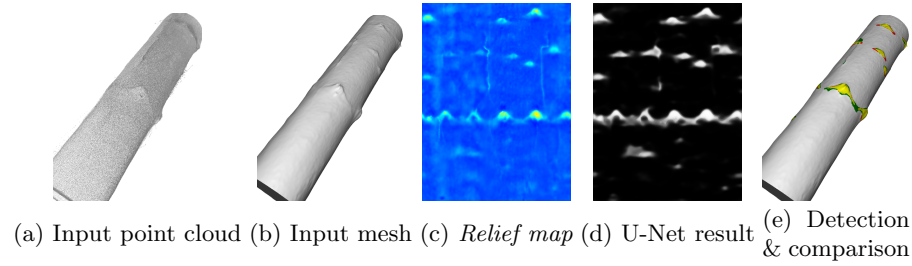 (a) Input point cloud (b) Input mesh (c) Relief map (d) U-Net result (e) Detection
& comparison